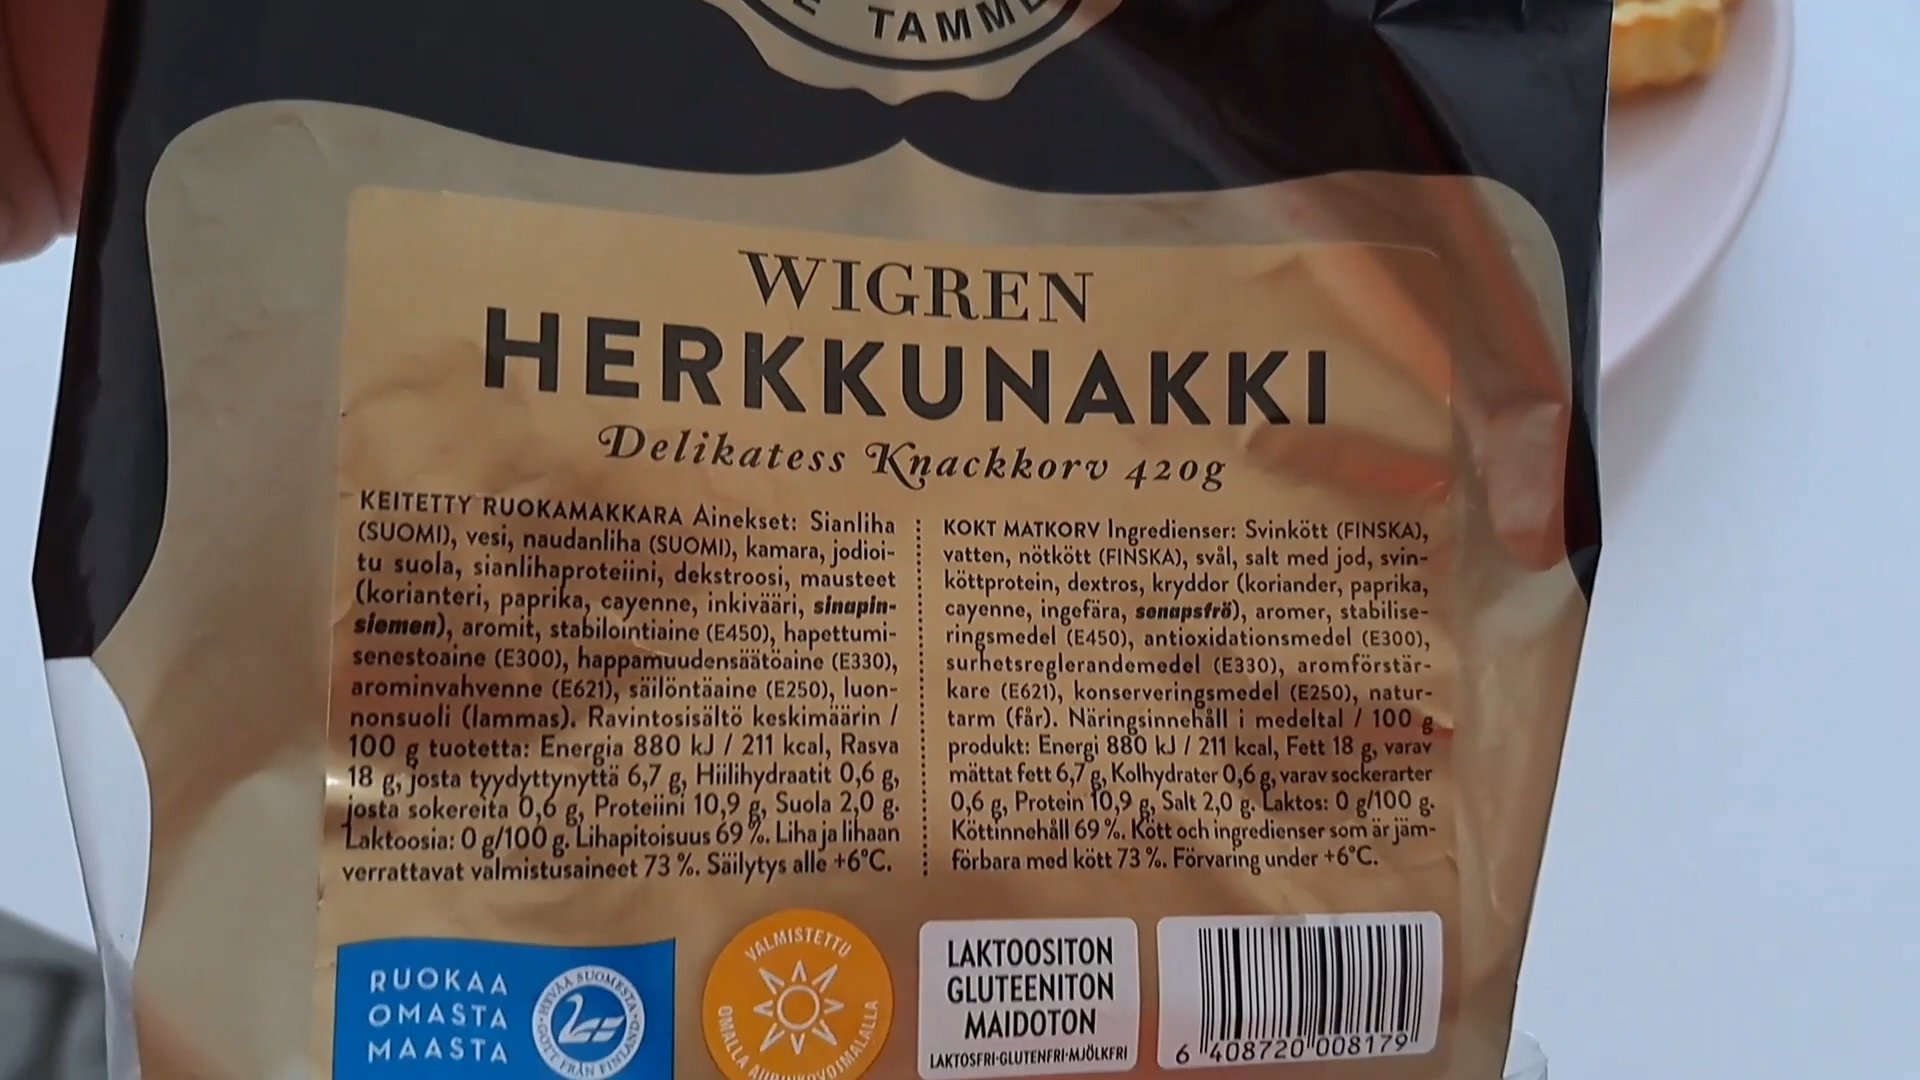 TAMM
WIGREN
HERKKUNAKKI
Delikatess Knackkorv 420g
KEITETTY RUOKAMAKKARA Ainekset: Sianliha
(SUOMI), vesi, naudanliha (SUOMI), kamara, jodioi-
tu suola, sianlihaproteiini, dekstroosi, mausteet
(korianteri, paprika, cayenne, inkivääri, sinapin-
siemen), aromit, stabilointiaine (E450), hapettumi-
senestoaine (E300), happamuudensäätöaine (E330),
arominvahvenne (E621), säilöntäaine (E250), luon-
nonsuoli (lammas). Ravintosisältö keskimäärin /
100 g tuotetta: Energia 880 kJ / 211 kcal, Rasva
18 g, josta tyydyttynyttä 6,7 g, Hiilihydraatit 0,6 g,
josta sokereita 0,6 g, Proteiini 10,9 g, Suola 2,0 g.
Laktoosia: 0 g/100 g. Lihapitoisuus 69 %. Liha ja lihaan
verrattavat valmistusaineet 73 %. Säilytys alle +6°C.
KOKT MATKORV Ingredienser: Svinkött (FINSKA),
vatten, nötkött (FINSKA), svål, salt med jod, svin-
köttprotein, dextros, kryddor (koriander, paprika,
cayenne, ingefära, senapsfrö), aromer, stabilise-
ringsmedel (E450), antioxidationsmedel (E300),
surhetsreglerandemedel (E330), aromförstär-
kare (E621), konserveringsmedel (E250), natur-
tarm (får). Näringsinnehåll i medeltal / 100 g
produkt: Energi 880 kJ / 211 kcal, Fett 18 g, varav
mättat fett 6,7 g, Kolhydrater 0,6 g, varav sockerarter
0,6 g, Protein 10,9 g, Salt 2,0 g. Laktos: 0 g/100 g.
Köttinnehåll 69 %. Kött och ingredienser som är jäm-
förbara med kött 73 %. Förvaring under +6°C.
RUOKAA
OMASTA
MAASTA
HYVÄÄ SUOMESTA
GOTT FRÅN FINLAND
VALMISTETTU
OMALLA AURINKOVOIMALALLA
LAKTOOSITON
GLUTEENITON
MAIDOTON
LAKTOSFRI·GLUTENFRI·MJÖLKFRI
6 408720 008179